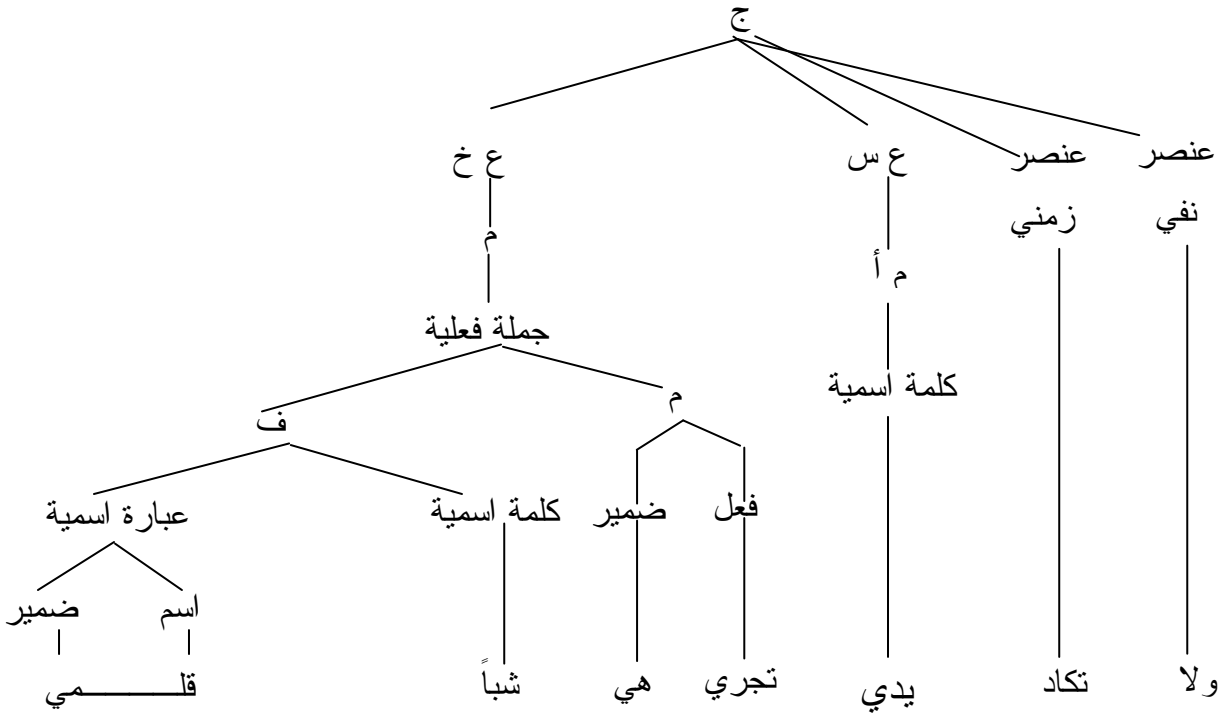 ج
عنصر عنصر ع س ع خ
نفي زمني
م
م أ
جملة فعلية
كلمة اسمية
م ف
فعل ضمير كلمة اسمية عبارة اسمية
اسم ضمير
ولا تكاد يدي تجري هي شباً قلـــــــمي